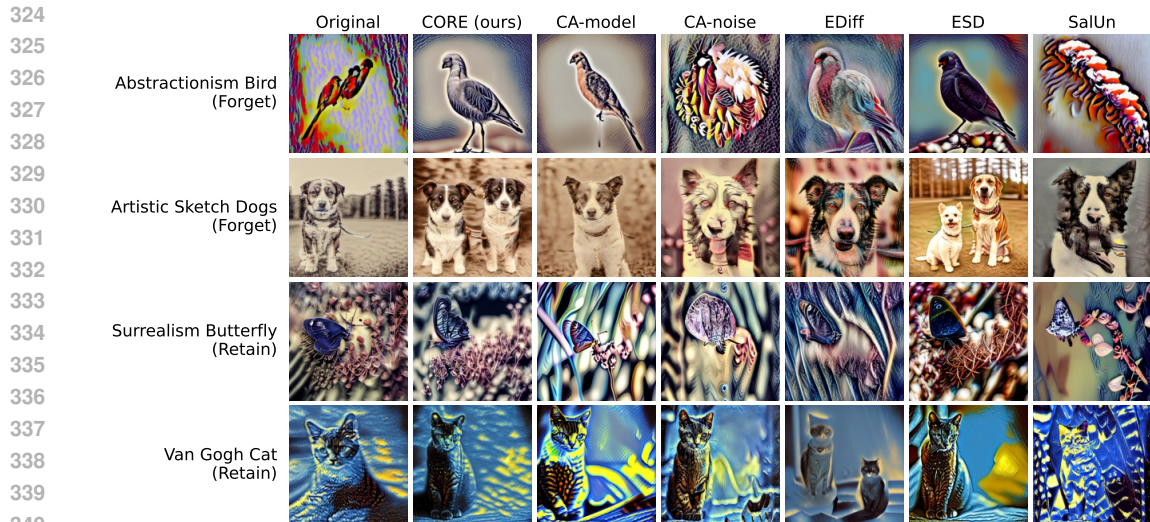 324
325
326
327
328
329
330
331
332
333
334
335
336
337
338
339
Original CORE (ours) CA-model CA-noise EDiff ESD SalUn
Abstractionism Bird
(Forget)
Artistic Sketch Dogs
(Forget)
Surrealism Butterfly
(Retain)
Van Gogh Cat
(Retain)